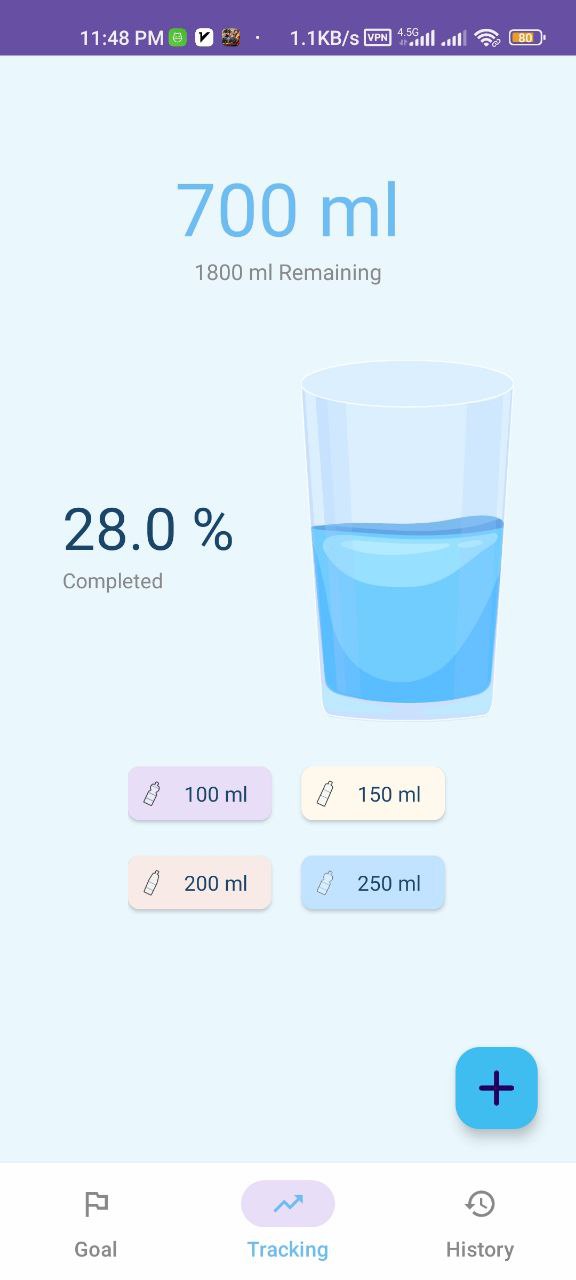 11:48 PM
1.1KB/s VPN 4.5G 80
700 ml
1800 ml Remaining
28.0 %
Completed
100 ml
150 ml
200 ml
250 ml
Goal
Tracking
History